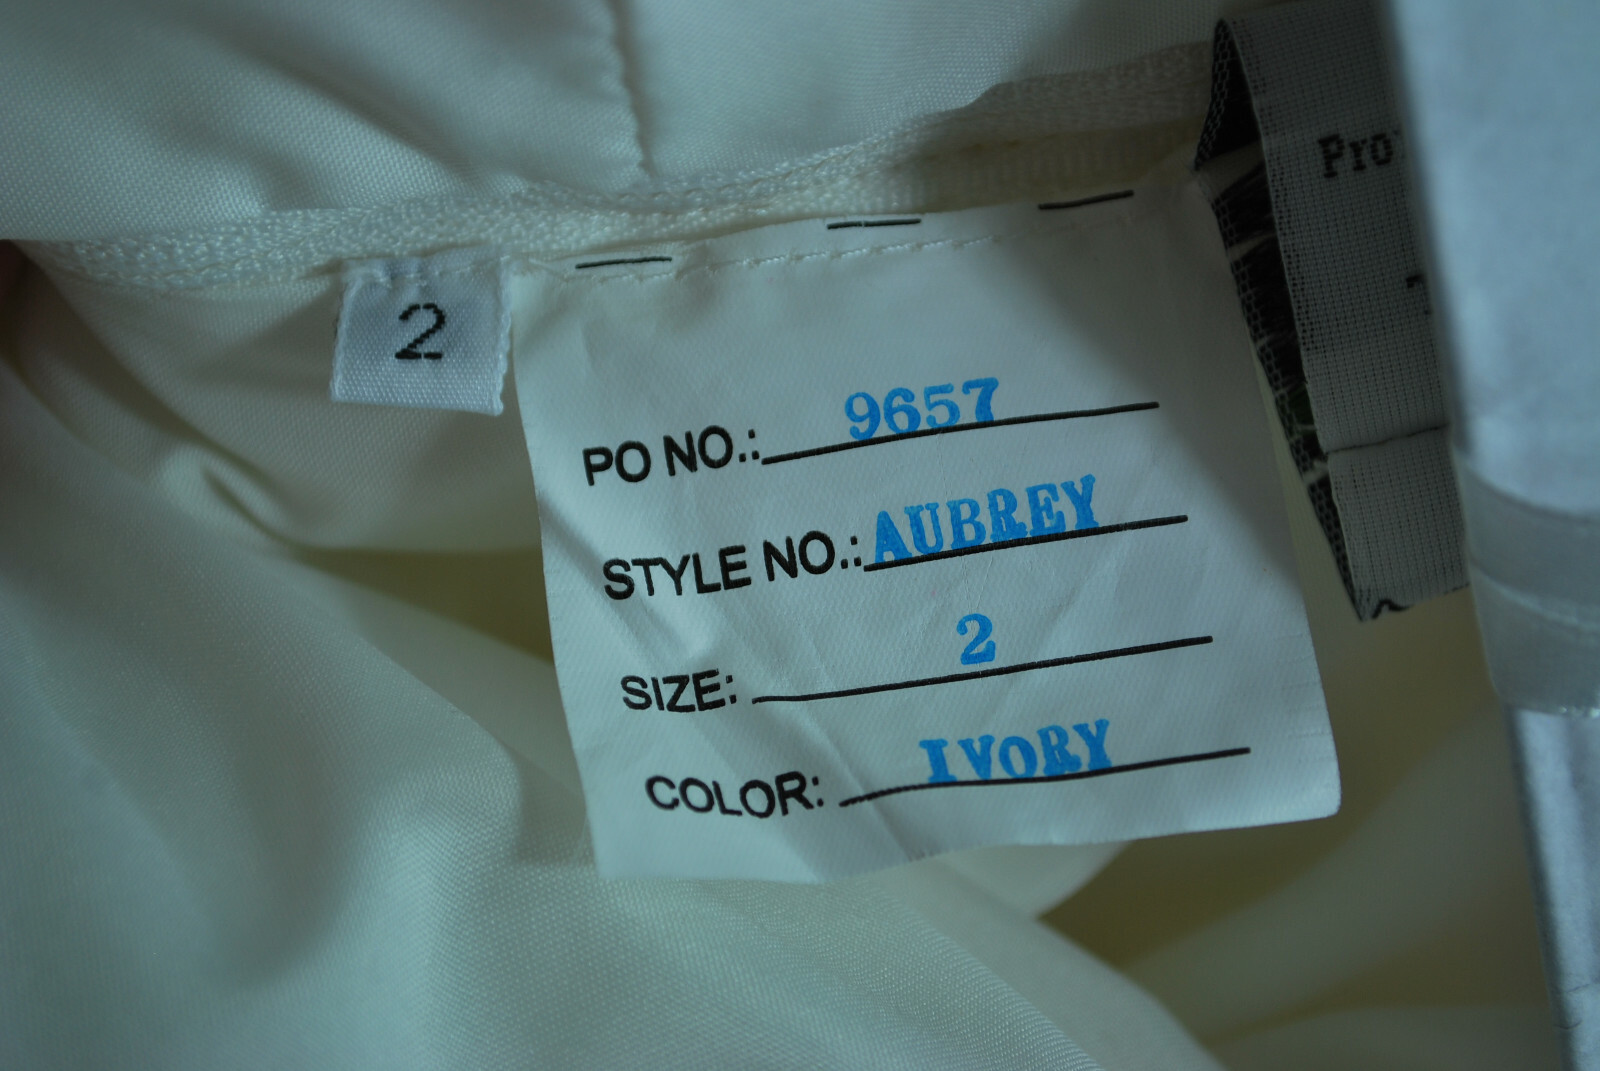 2
PO NO.: 9657
STYLE NO.: AUBREY
SIZE: 2
COLOR: IVORY